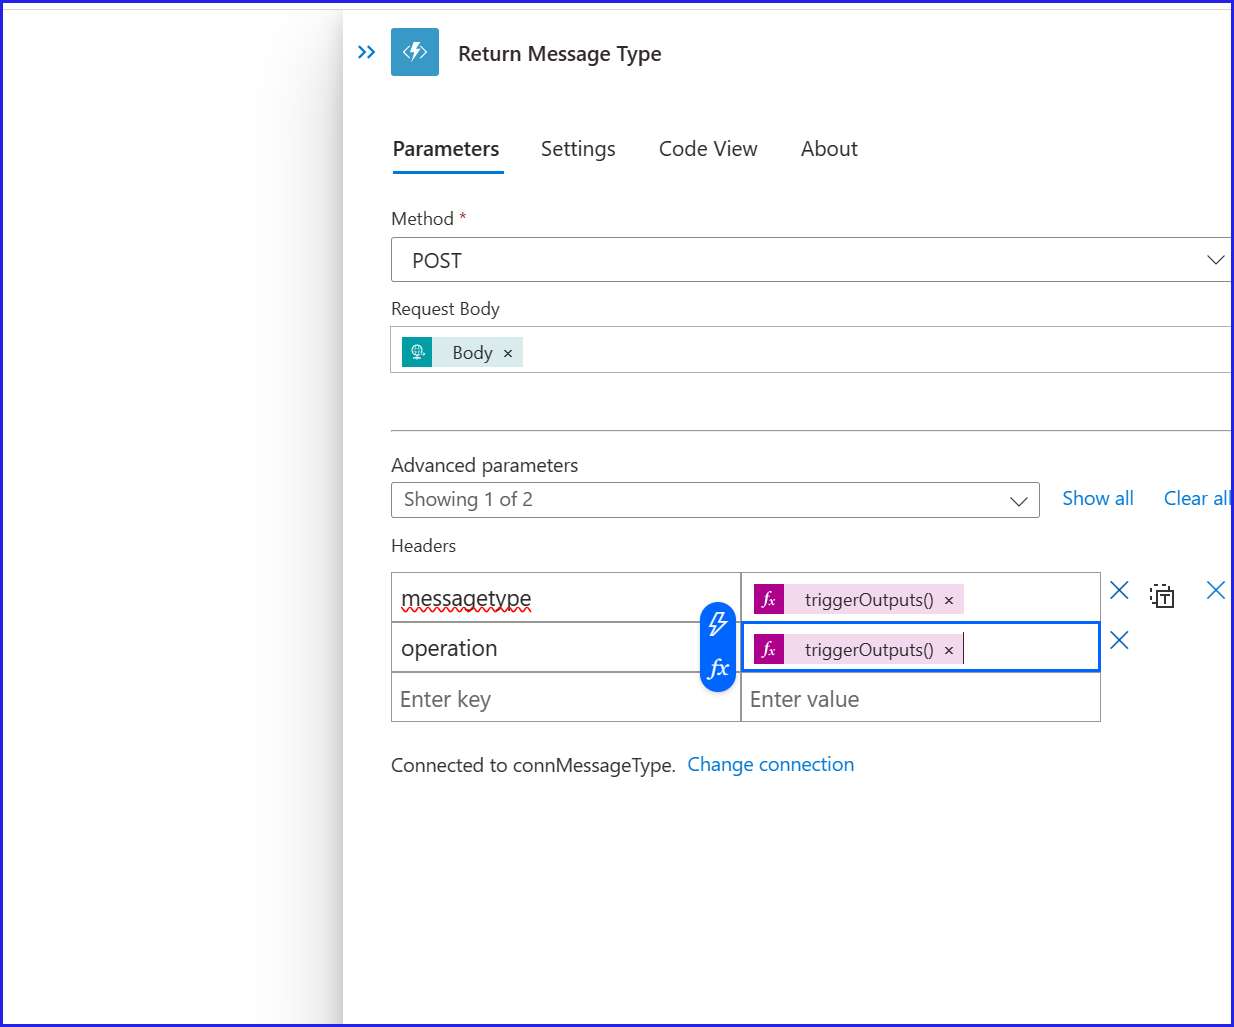 Return Message Type
Parameters Settings Code View About
Method *
POST
Request Body
Body ×
Advanced parameters
Showing 1 of 2 Show all Clear all
Headers
messagetype fx triggerOutputs() ×
operation fx fx triggerOutputs() ×
Enter key Enter value
Connected to connMessageType. Change connection